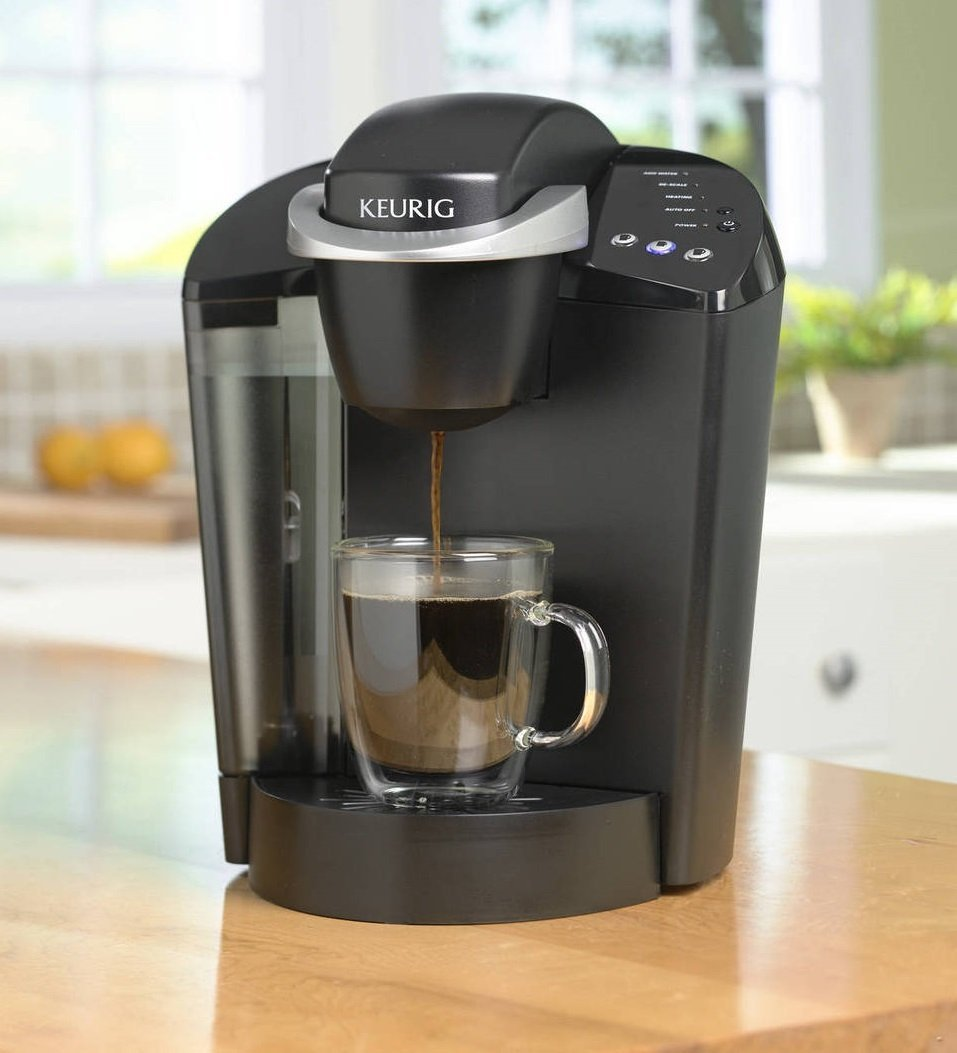 KEURIG
ADD WATER
DE-SCALE
HEATING
AUTO OFF
POWER